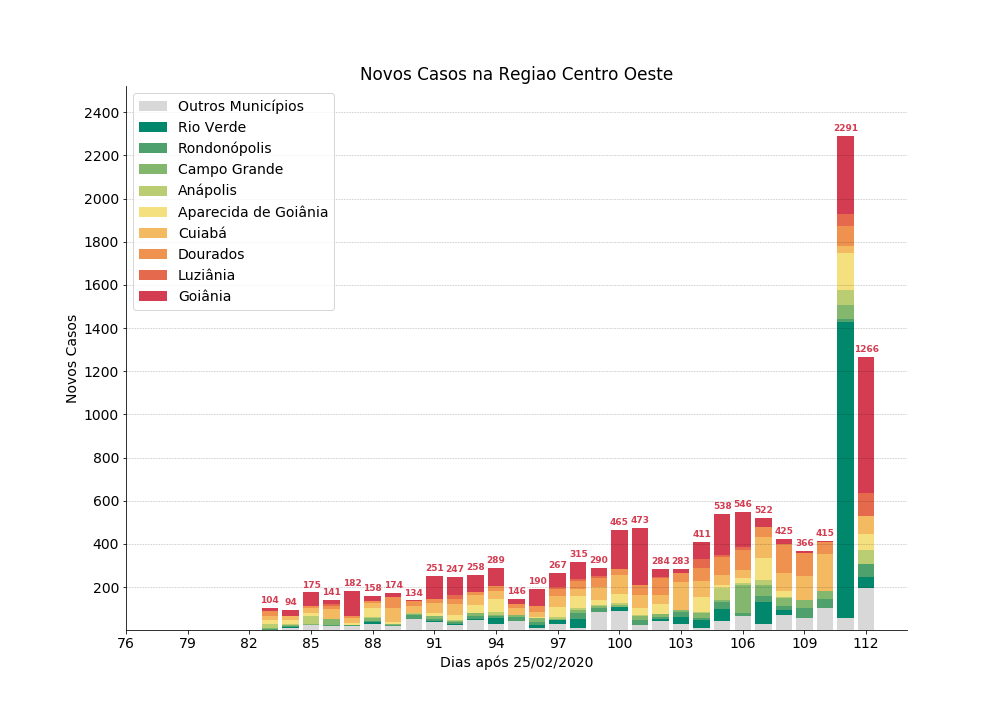 Novos Casos na Regiao Centro Oeste
Novos Casos
2400
2200
2000
1800
1600
1400
1200
1000
800
600
400
200
Outros Municípios
Rio Verde
Rondonópolis
Campo Grande
Anápolis
Aparecida de Goiânia
Cuiabá
Dourados
Luziânia
Goiânia
104 94 175 141 182 158 174 134 251 247 258 289 146 190 267 315 290 465 473 284 283 411 538 546 522 425 366 415 2291 1266
76 79 82 85 88 91 94 97 100 103 106 109 112
Dias após 25/02/2020